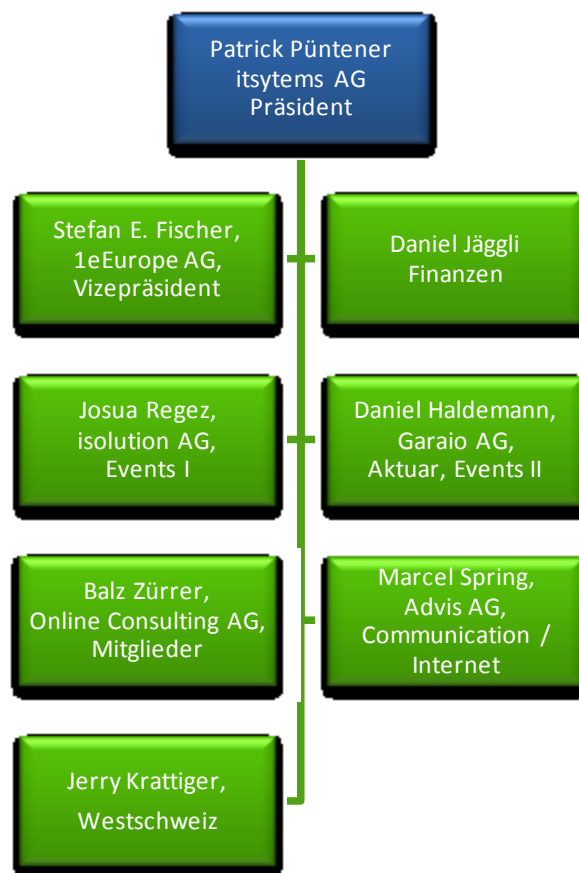 Patrick Püntener
itsytems AG
Präsident
Stefan E. Fischer,
1eEurope AG,
Vizepräsident
Daniel Jäggli
Finanzen
Josua Regez,
isolution AG,
Events I
Daniel Haldemann,
Garaio AG,
Aktuar, Events II
Balz Zürrer,
Online Consulting AG,
Mitglieder
Marcel Spring,
Advis AG,
Communication /
Internet
Jerry Krattiger,
Westschweiz